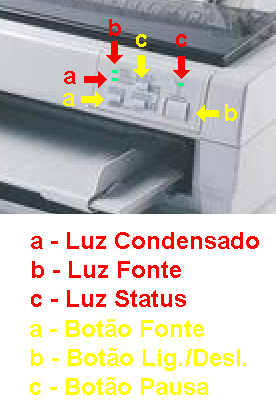 b
c
c
a
a
b
a - Luz Condensado
b - Luz Fonte
c - Luz Status
a - Botão Fonte
b - Botão Lig./Desl.
c - Botão Pausa